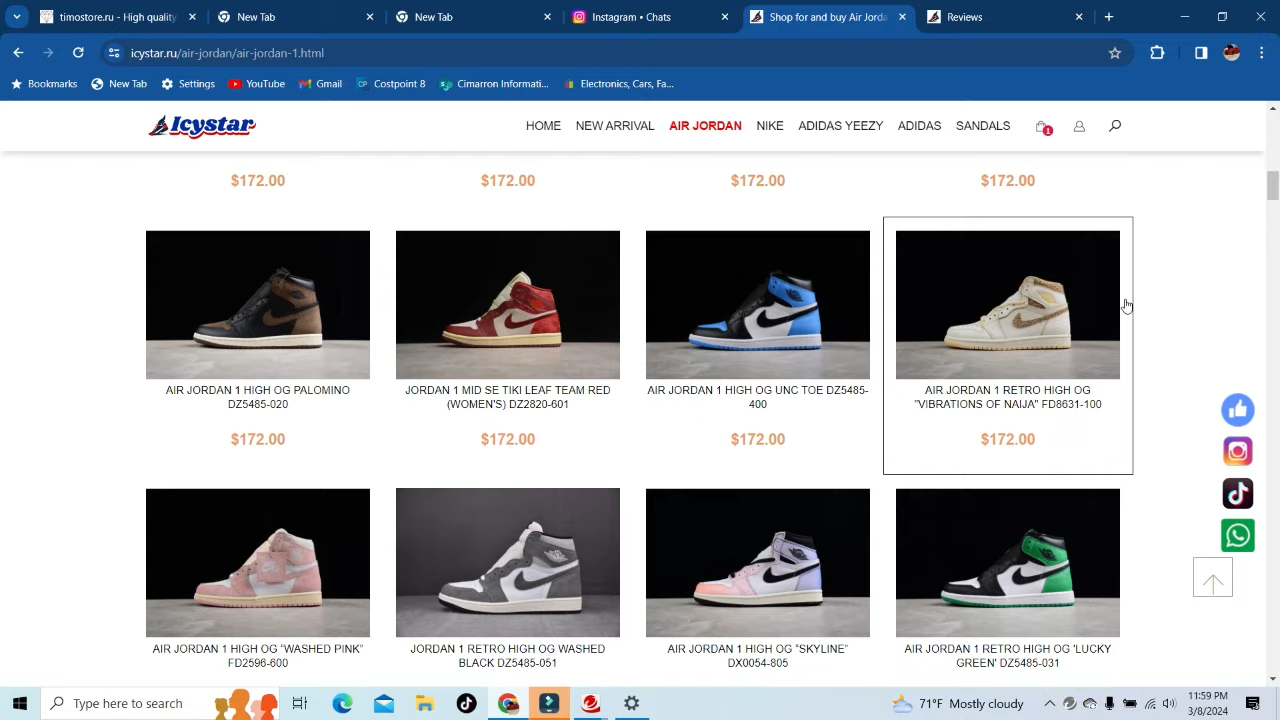 timostore.ru - High quality
New Tab
New Tab
Instagram • Chats
Shop for and buy Air Jorda
Reviews
icystar.ru/air-jordan/air-jordan-1.html
Bookmarks
New Tab
Settings
YouTube
Gmail
Costpoint 8
Cimarron Informati...
Electronics, Cars, Fa...
Icystar
HOME
NEW ARRIVAL
AIR JORDAN
NIKE
ADIDAS YEEZY
ADIDAS
SANDALS
1
$172.00
$172.00
$172.00
$172.00
AIR JORDAN 1 HIGH OG PALOMINO
DZ5485-020
JORDAN 1 MID SE TIKI LEAF TEAM RED
(WOMEN'S) DZ2820-601
AIR JORDAN 1 HIGH OG UNC TOE DZ5485-
400
AIR JORDAN 1 RETRO HIGH OG
"VIBRATIONS OF NAIJA" FD8631-100
$172.00
$172.00
$172.00
$172.00
AIR JORDAN 1 HIGH OG “WASHED PINK”
FD2596-600
JORDAN 1 RETRO HIGH OG WASHED
BLACK DZ5485-051
AIR JORDAN 1 HIGH OG “SKYLINE”
DX0054-805
AIR JORDAN 1 RETRO HIGH OG 'LUCKY
GREEN' DZ5485-031
Type here to search
71°F Mostly cloudy
11:59 PM
3/8/2024